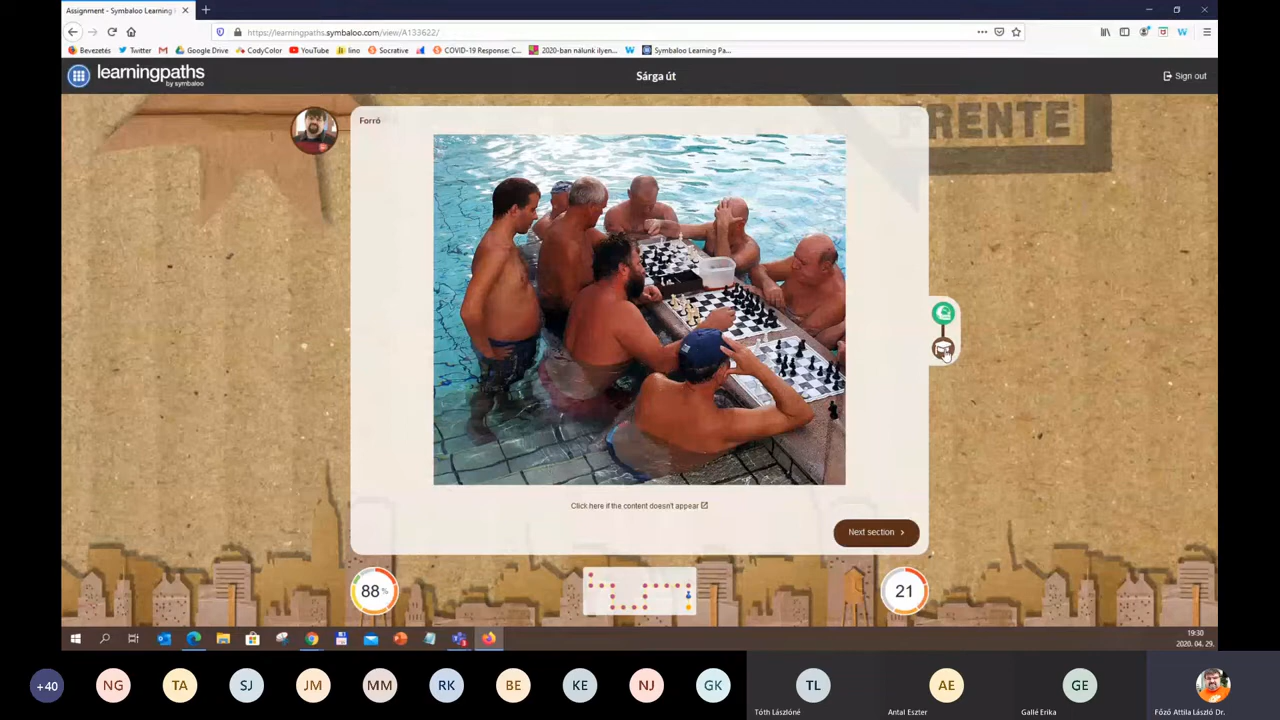 Assignment - Symbaloo Learning
https://learningpaths.symbaloo.com/view/A133622/
Bevezetés Twitter Gmail Google Drive CodyColor YouTube lino Socrative COVID-19 Response: C... 2020-ban nálunk ilyen... Symbaloo Learning Pa...
learningpaths
by symbaloo
Sárga út
Sign out
FRENTE
Forró
Click here if the content doesn't appear
Next section
88 %
21
19:30
2020. 04. 29.
+40 NG TA SJ JM MM RK BE KE NJ GK TL AE GE
Tóth Lászlóné Antal Eszter Gallé Erika Főző Attila László Dr.